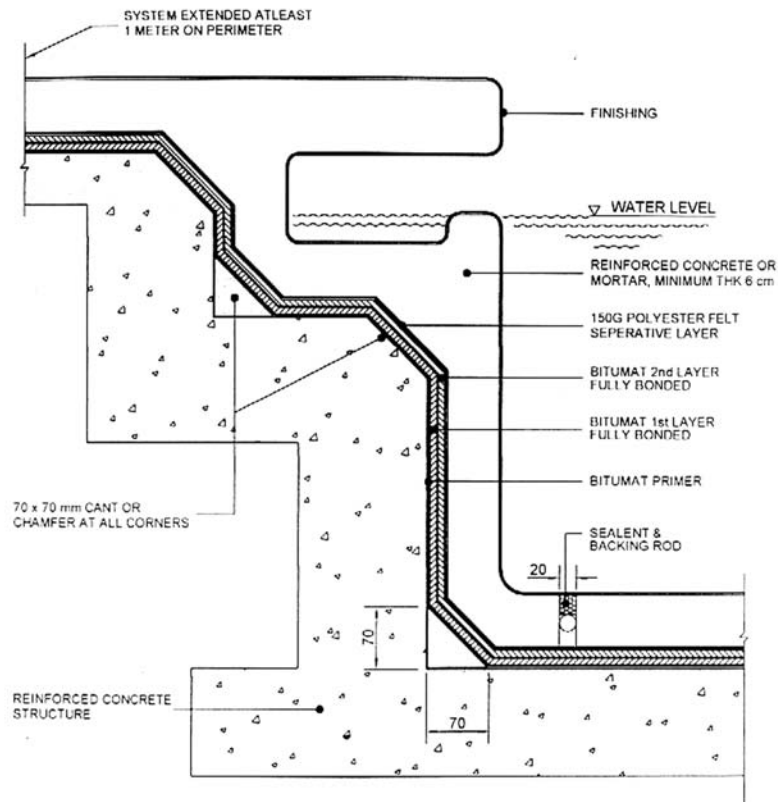 SYSTEM EXTENDED ATLEAST
1 METER ON PERIMETER
FINISHING
WATER LEVEL
REINFORCED CONCRETE OR
MORTAR, MINIMUM THK 6 cm
150G POLYESTER FELT
SEPERATIVE LAYER
BITUMAT 2nd LAYER
FULLY BONDED
BITUMAT 1st LAYER
FULLY BONDED
BITUMAT PRIMER
70 x 70 mm CANT OR
CHAMFER AT ALL CORNERS
SEALENT &
BACKING ROD
20
70
70
REINFORCED CONCRETE
STRUCTURE